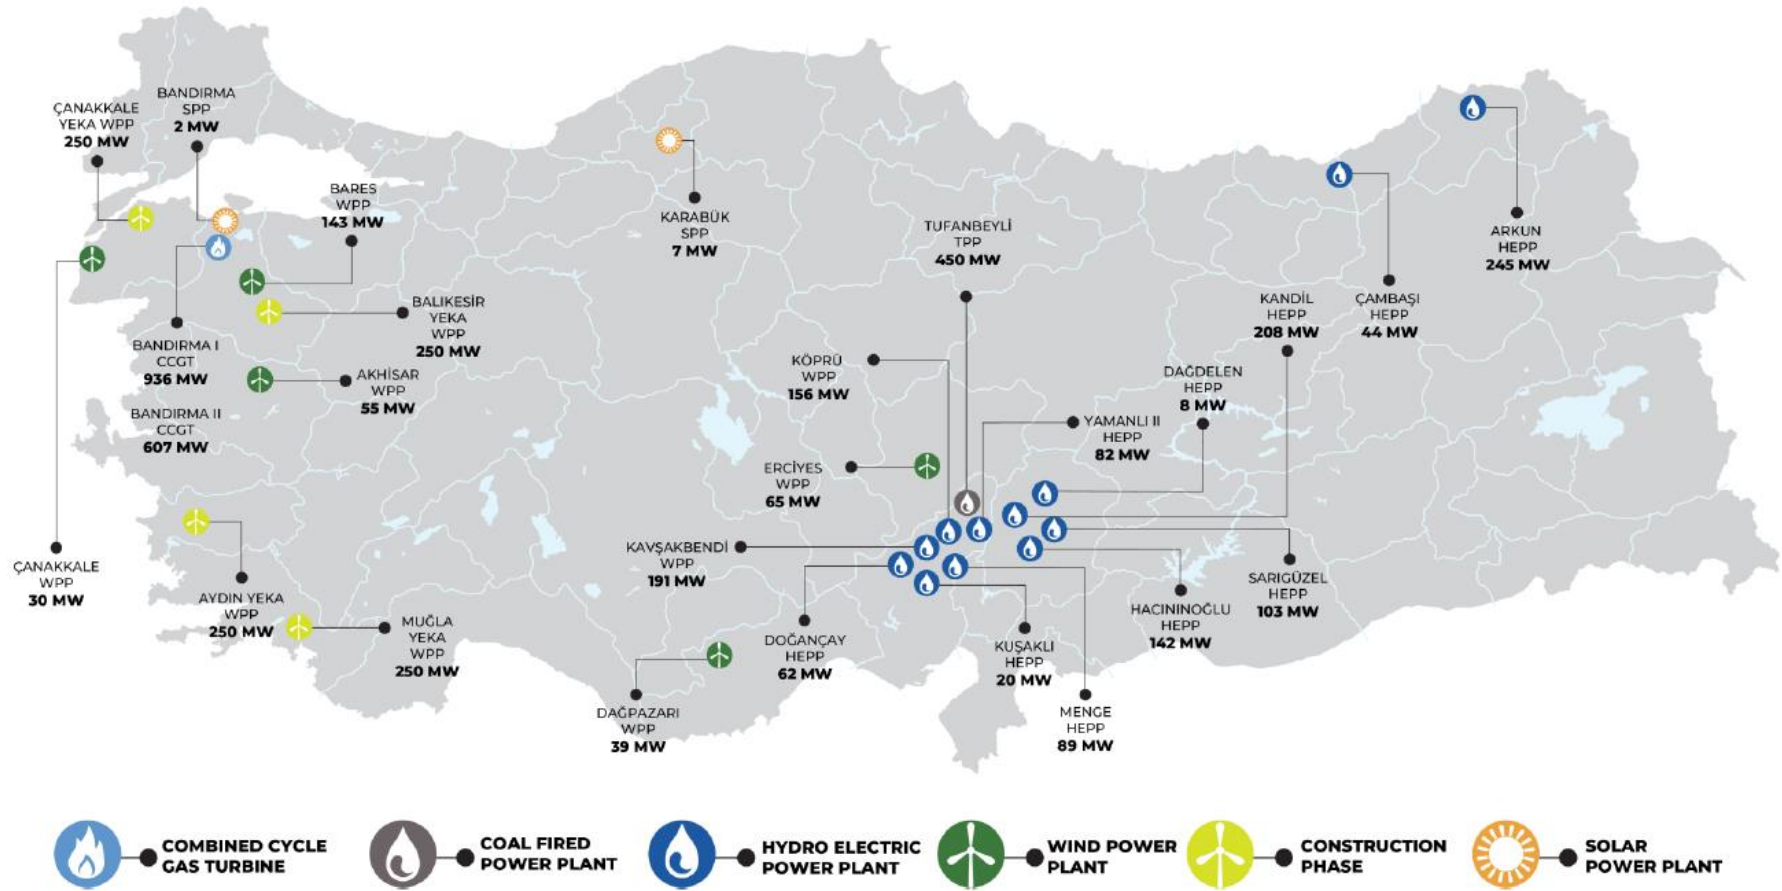 ÇANAKKALE
YEKA WPP
250 MW
BANDIRMA
SPP
2 MW
BARES
WPP
143 MW
KARABÜK
SPP
7 MW
TUFANBEYLİ
TPP
450 MW
ARKUN
HEPP
245 MW
KANDİL
HEPP
208 MW
ÇAMBAŞI
HEPP
44 MW
BALIKESİR
YEKA
WPP
250 MW
BANDIRMA I
CCGT
936 MW
AKHİSAR
WPP
55 MW
BANDIRMA II
CCGT
607 MW
KÖPRÜ
WPP
156 MW
DAĞDELEN
HEPP
8 MW
YAMANLI II
HEPP
82 MW
ERCİYES
WPP
65 MW
KAVŞAKBENDİ
WPP
191 MW
ÇANAKKALE
WPP
30 MW
AYDIN YEKA
WPP
250 MW
MUĞLA
YEKA
WPP
250 MW
DOĞANÇAY
HEPP
62 MW
KUŞAKLI
HEPP
20 MW
HACININOĞLU
HEPP
142 MW
SARIGÜZEL
HEPP
103 MW
DAĞPAZARI
WPP
39 MW
MENGE
HEPP
89 MW
COMBINED CYCLE
GAS TURBINE
COAL FIRED
POWER PLANT
HYDRO ELECTRIC
POWER PLANT
WIND POWER
PLANT
CONSTRUCTION
PHASE
SOLAR
POWER PLANT